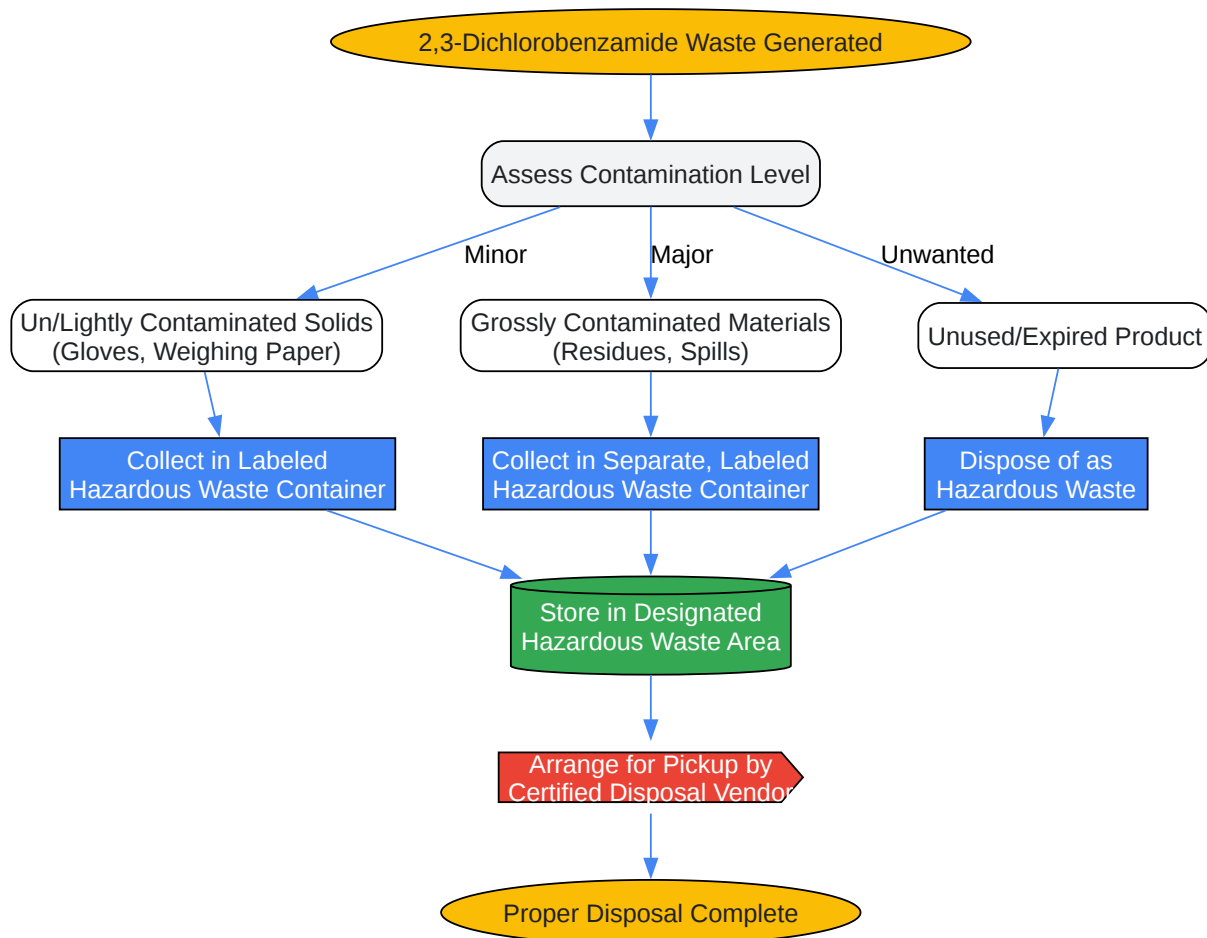 2,3-Dichlorobenzamide Waste Generated
Assess Contamination Level
Minor
Major
Unwanted
Un/Lightly Contaminated Solids
(Gloves, Weighing Paper)
Grossly Contaminated Materials
(Residues, Spills)
Unused/Expired Product
Collect in Labeled
Hazardous Waste Container
Collect in Separate, Labeled
Hazardous Waste Container
Dispose of as
Hazardous Waste
Store in Designated
Hazardous Waste Area
Arrange for Pickup by
Certified Disposal Vendor
Proper Disposal Complete